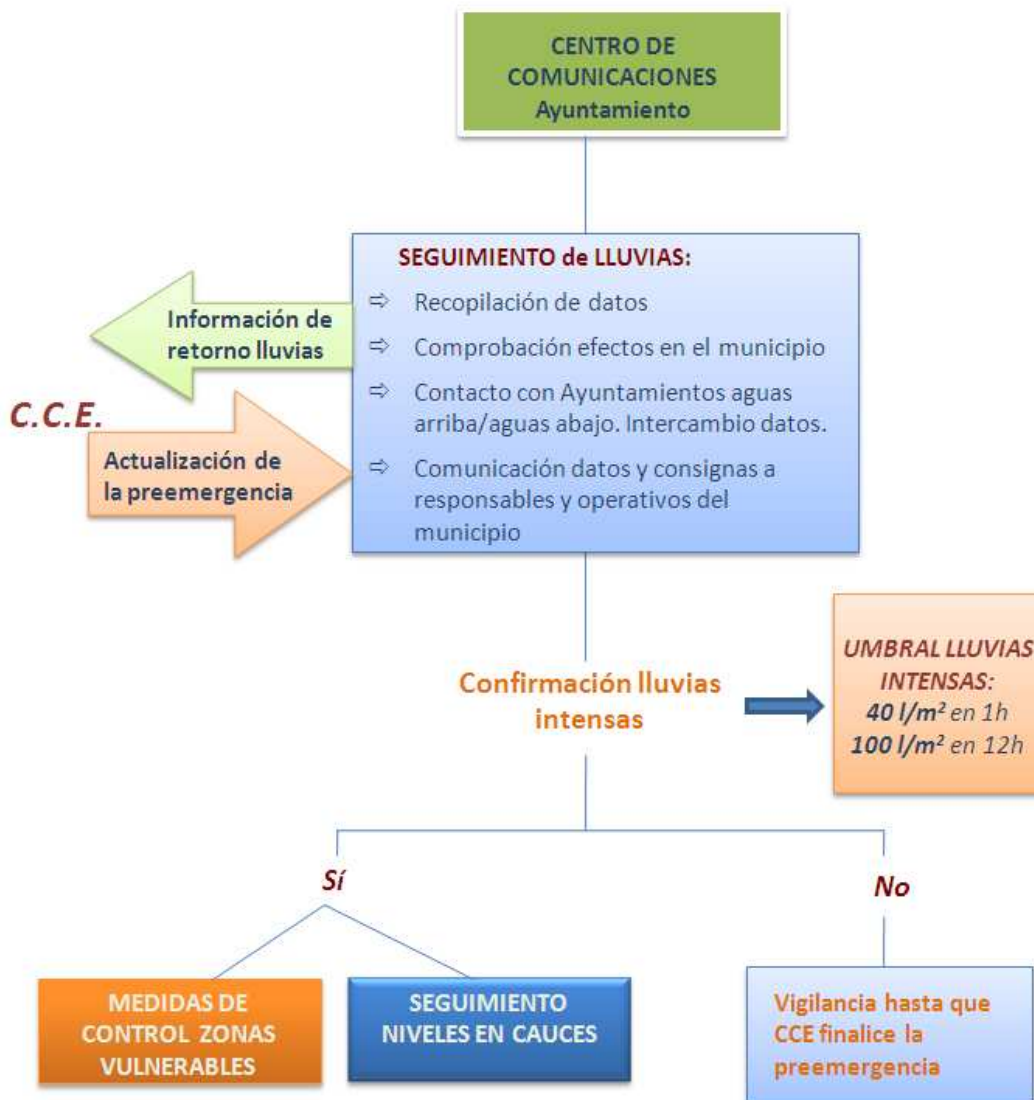 CENTRO DE
COMUNICACIONES
Ayuntamiento
SEGUIMIENTO de LLUVIAS:
⇨ Recopilación de datos
⇨ Comprobación efectos en el municipio
⇨ Contacto con Ayuntamientos aguas
arriba/aguas abajo. Intercambio datos.
⇨ Comunicación datos y consignas a
responsables y operativos del
municipio
Información de
retorno lluvias
C.C.E.
Actualización de
la preemergencia
Confirmación lluvias
intensas
UMBRAL LLUVIAS
INTENSAS:
40 l/m² en 1h
100 l/m² en 12h
Sí
No
MEDIDAS DE
CONTROL ZONAS
VULNERABLES
SEGUIMIENTO
NIVELES EN CAUCES
Vigilancia hasta que
CCE finalice la
preemergencia